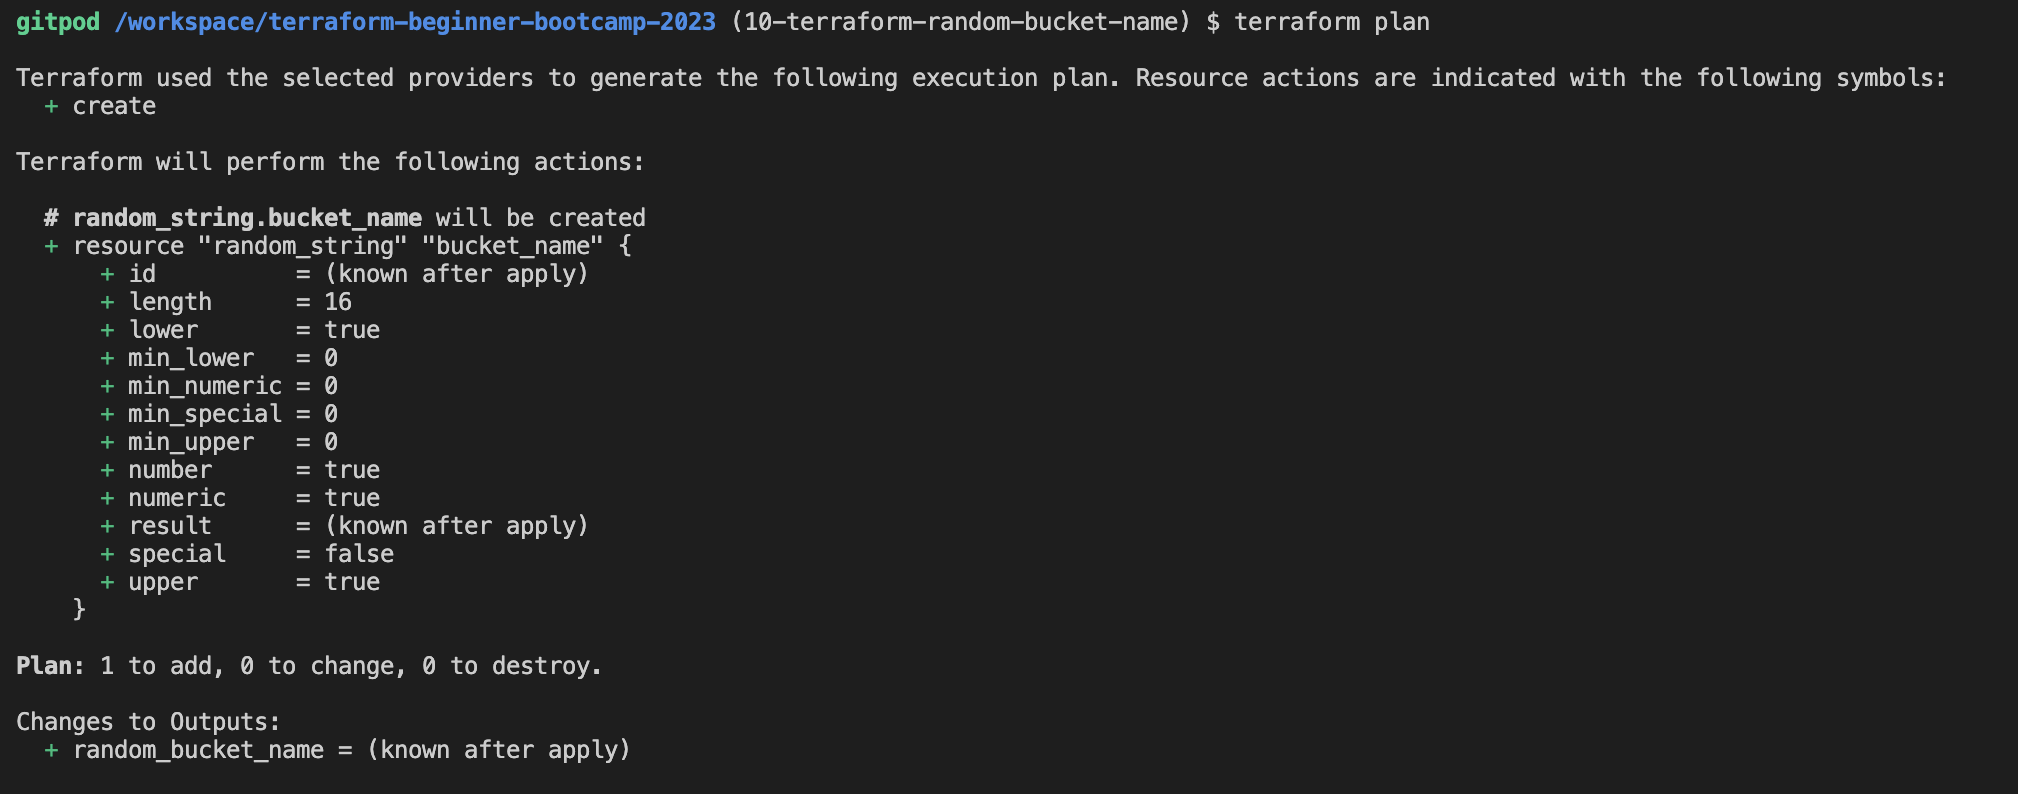 gitpod /workspace/terraform-beginner-bootcamp-2023 (10-terraform-random-bucket-name) $ terraform plan
Terraform used the selected providers to generate the following execution plan. Resource actions are indicated with the following symbols:
  + create
Terraform will perform the following actions:
  # random_string.bucket_name will be created
  + resource "random_string" "bucket_name" {
      + id          = (known after apply)
      + length      = 16
      + lower       = true
      + min_lower   = 0
      + min_numeric = 0
      + min_special = 0
      + min_upper   = 0
      + number      = true
      + numeric     = true
      + result      = (known after apply)
      + special     = false
      + upper       = true
    }
Plan: 1 to add, 0 to change, 0 to destroy.
Changes to Outputs:
  + random_bucket_name = (known after apply)